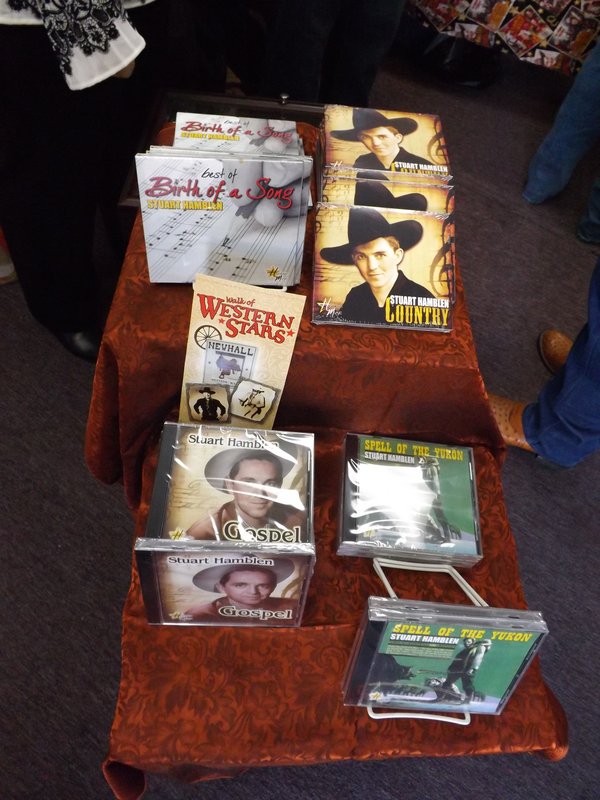 best of
Birth of a Song
STUART HAMBLEN
best of
Birth of a Song
STUART HAMBLEN
STUART HAMBLEN
STUART HAMBLEN
COUNTRY
Walk of
WESTERN
STARS
NEWHALL
Stuart Hamblen
Gospel
Stuart Hamblen
Gospel
SPELL OF THE YUKON
STUART HAMBLEN
SPELL OF THE YUKON
STUART HAMBLEN